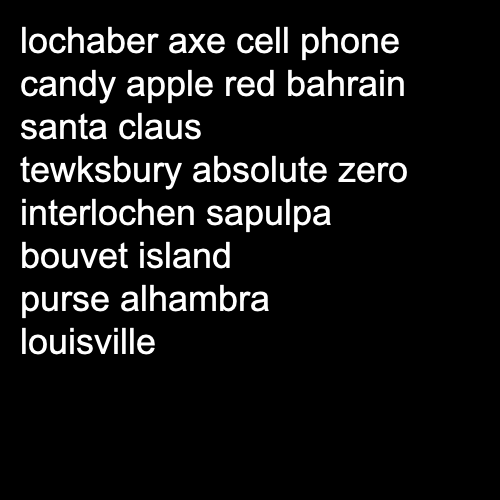 lochaber axe cell phone
candy apple red bahrain
santa claus
tewksbury absolute zero
interlochen sapulpa
bouvet island
purse alhambra
louisville